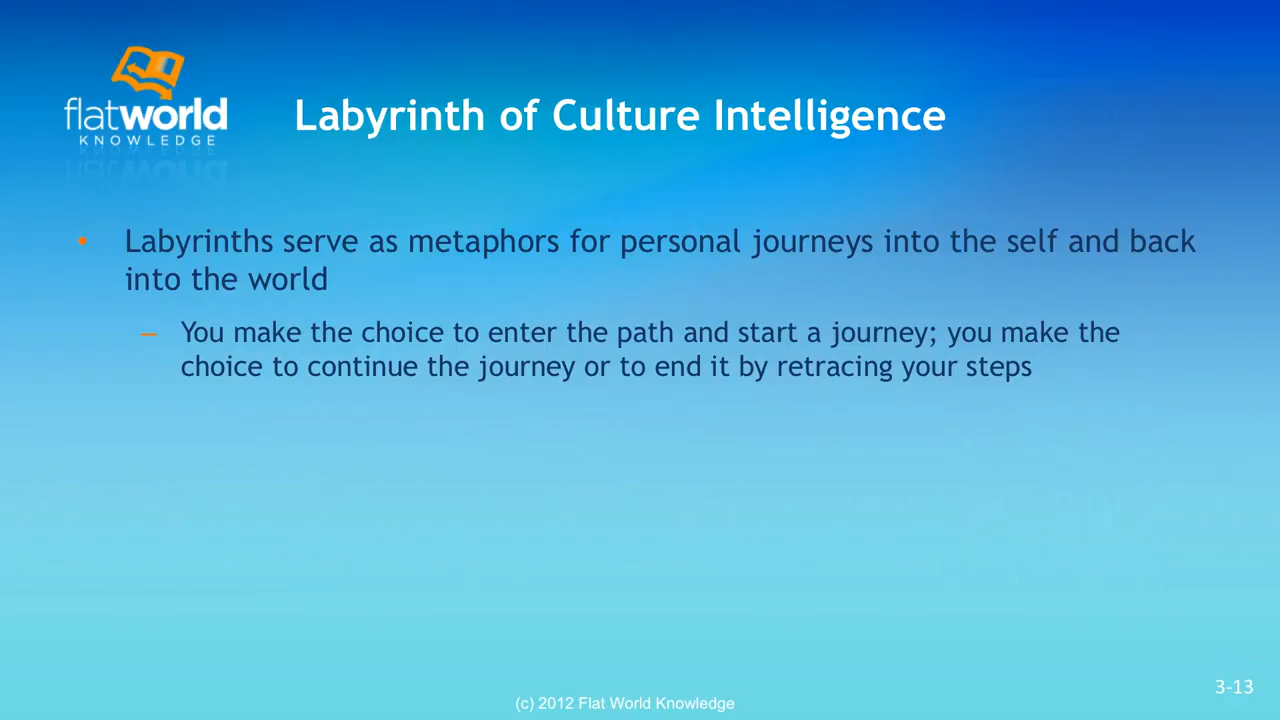 flatworld
KNOWLEDGE
Labyrinth of Culture Intelligence
• Labyrinths serve as metaphors for personal journeys into the self and back
into the world
– You make the choice to enter the path and start a journey; you make the
choice to continue the journey or to end it by retracing your steps
3-13
(c) 2012 Flat World Knowledge